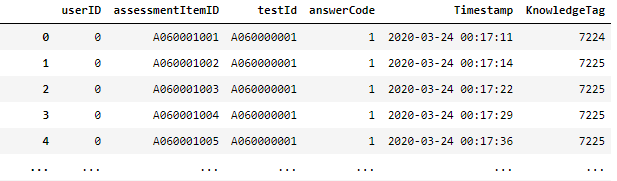 userID assessmentItemID testId answerCode Timestamp KnowledgeTag
0 0 A060001001 A060000001 1 2020-03-24 00:17:11 7224
1 0 A060001002 A060000001 1 2020-03-24 00:17:14 7225
2 0 A060001003 A060000001 1 2020-03-24 00:17:22 7225
3 0 A060001004 A060000001 1 2020-03-24 00:17:29 7225
4 0 A060001005 A060000001 1 2020-03-24 00:17:36 7225
... ... ... ... ... ... ...